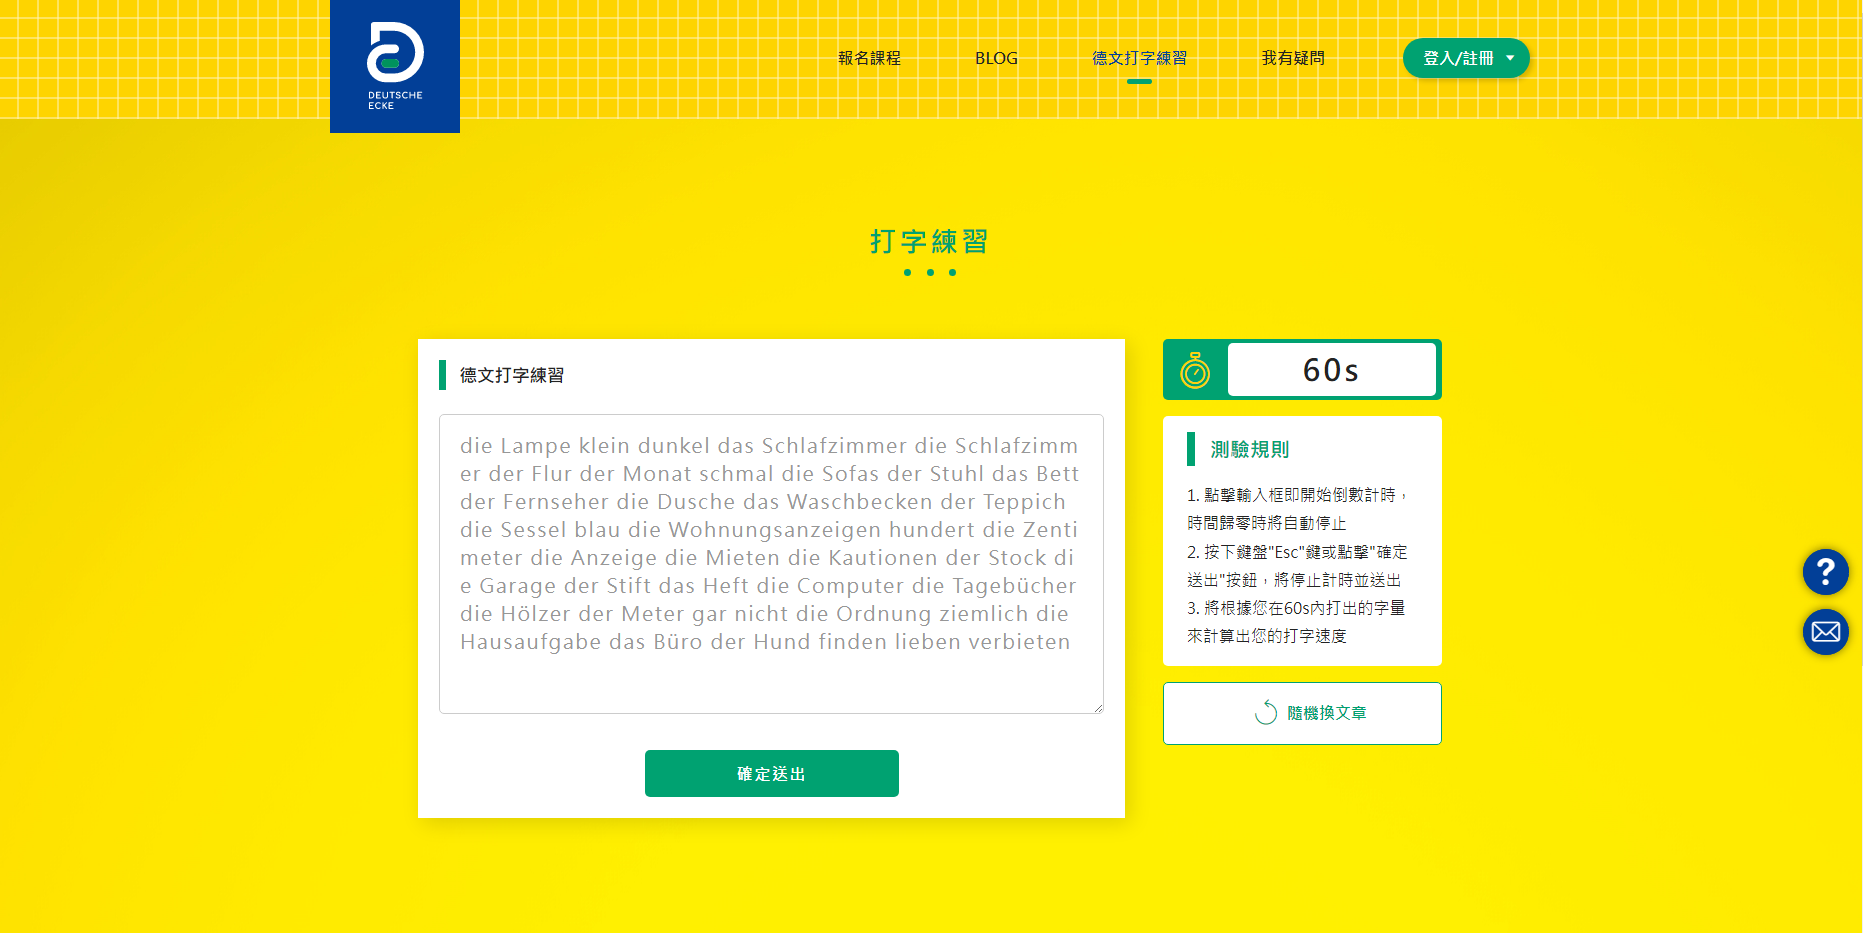 DEUTSCHE
ECKE
報名課程
BLOG
德文打字練習
我有疑問
登入/註冊
打字練習
德文打字練習
die Lampe klein dunkel das Schlafzimmer die Schlafzimm
er der Flur der Monat schmal die Sofas der Stuhl das Bett
der Fernseher die Dusche das Waschbecken der Teppich
die Sessel blau die Wohnungsanzeigen hundert die Zenti
meter die Anzeige die Mieten die Kautionen der Stock di
e Garage der Stift das Heft die Computer die Tagebücher
die Hölzer der Meter gar nicht die Ordnung ziemlich die
Hausaufgabe das Büro der Hund finden lieben verbieten
確定送出
60s
測驗規則
1. 點擊輸入框即開始倒數計時，
時間歸零時將自動停止
2. 按下鍵盤"Esc"鍵或點擊"確定
送出"按鈕，將停止計時並送出
3. 將根據您在60s內打出的字量
來計算出您的打字速度
隨機換文章
?